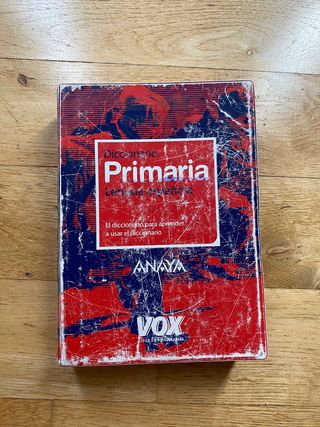 Diccionario
Primaria
Lengua española
El diccionario para aprender
a usar el diccionario
ANAYA
VOX